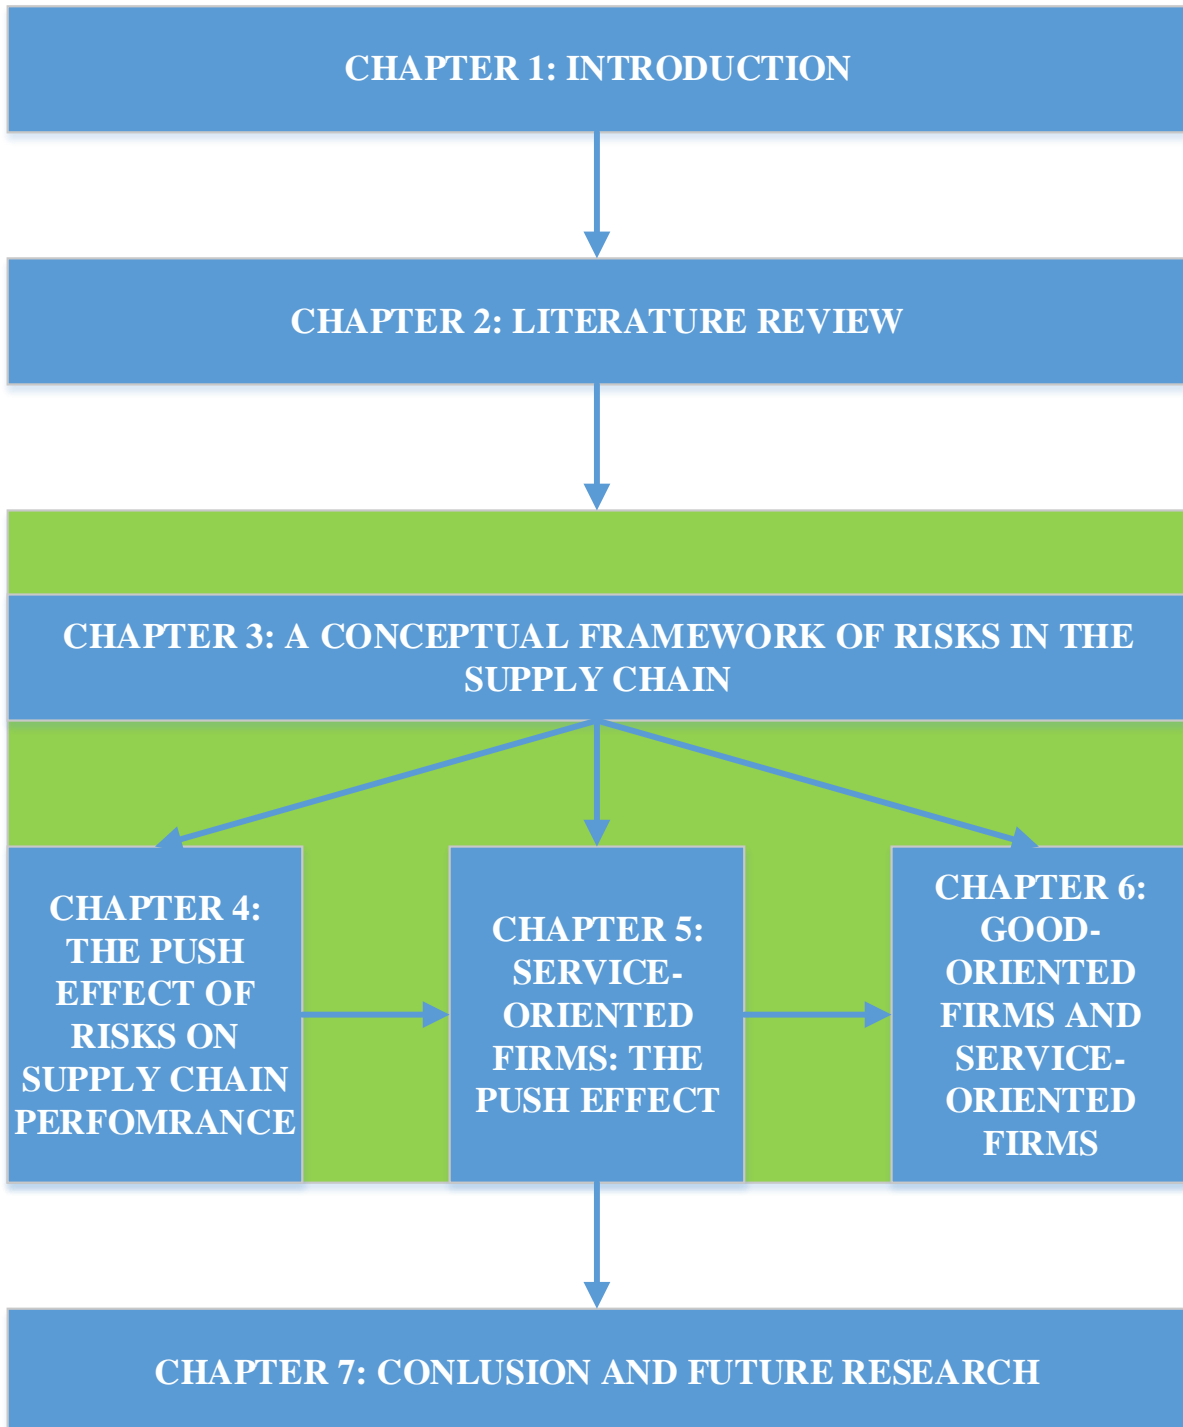 CHAPTER 1: INTRODUCTION
CHAPTER 2: LITERATURE REVIEW
CHAPTER 3: A CONCEPTUAL FRAMEWORK OF RISKS IN THE
SUPPLY CHAIN
CHAPTER 4:
THE PUSH
EFFECT OF
RISKS ON
SUPPLY CHAIN
PERFOMRANCE
CHAPTER 5:
SERVICE-
ORIENTED
FIRMS: THE
PUSH EFFECT
CHAPTER 6:
GOOD-
ORIENTED
FIRMS AND
SERVICE-
ORIENTED
FIRMS
CHAPTER 7: CONLUSION AND FUTURE RESEARCH